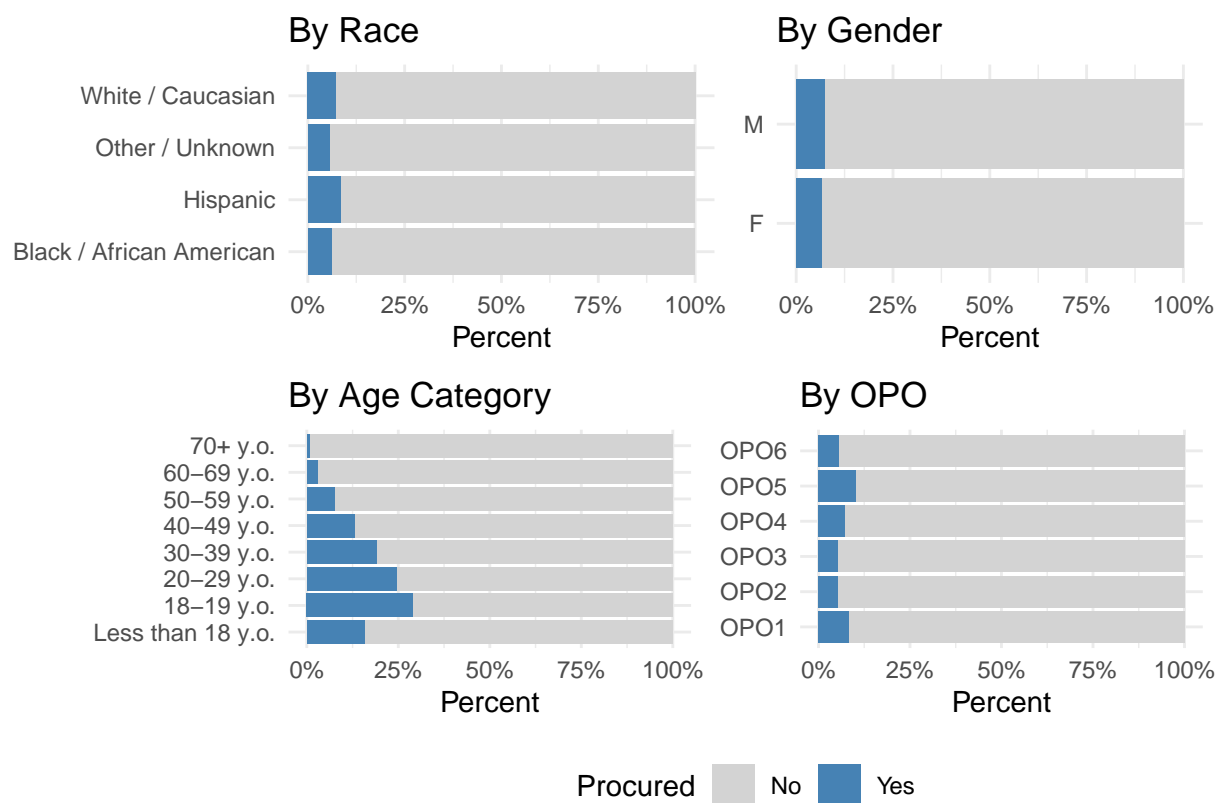 By Race
White / Caucasian
Other / Unknown
Hispanic
Black / African American
0% 25% 50% 75% 100%
Percent
By Gender
M
F
0% 25% 50% 75% 100%
Percent
By Age Category
70+ y.o.
60−69 y.o.
50−59 y.o.
40−49 y.o.
30−39 y.o.
20−29 y.o.
18−19 y.o.
Less than 18 y.o.
0% 25% 50% 75% 100%
Percent
By OPO
OPO6
OPO5
OPO4
OPO3
OPO2
OPO1
0% 25% 50% 75% 100%
Percent
Procured No Yes